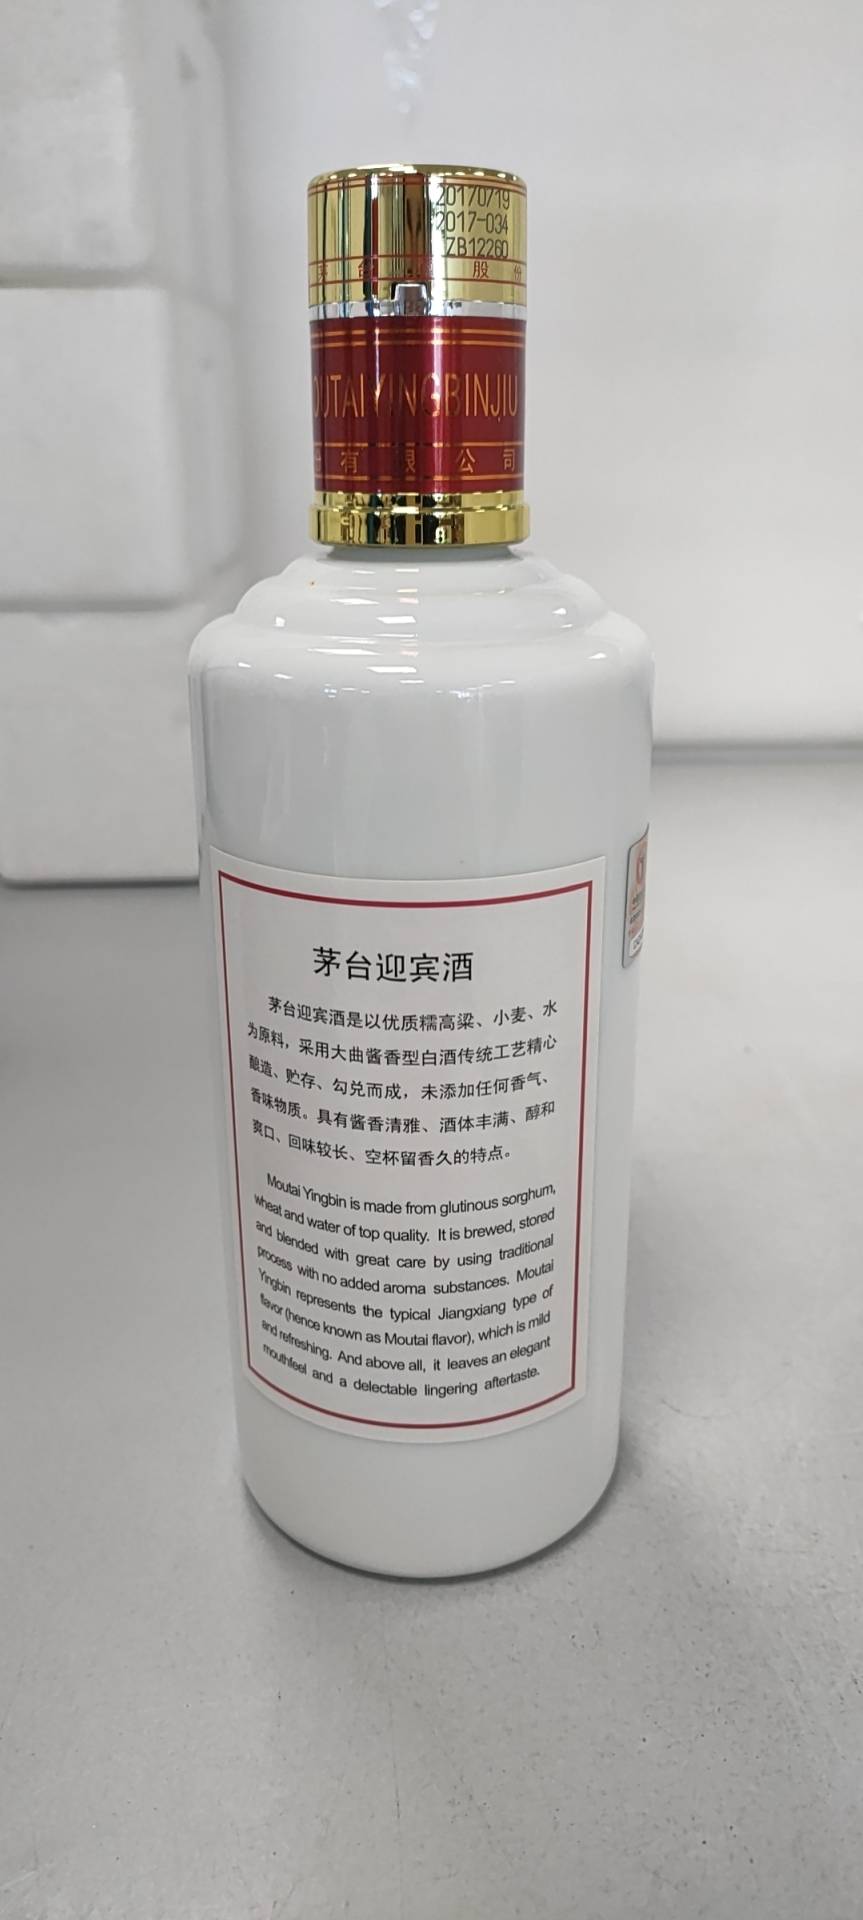 20170719
2017-034
ZB12260
茅台酒股份
OUTAIYINGBINJIU
有限公司
茅台迎宾酒
茅台迎宾酒是以优质糯高粱、小麦、水
为原料，采用大曲酱香型白酒传统工艺精心
酿造、贮存、勾兑而成，未添加任何香气、
香味物质。具有酱香清雅、酒体丰满、醇和
爽口、回味较长、空杯留香久的特点。
Moutai Yingbin is made from glutinous sorghum,
wheat and water of top quality. It is brewed, stored
and blended with great care by using traditional
process with no added aroma substances. Moutai
Yingbin represents the typical Jiangxiang type of
flavor (hence known as Moutai flavor), which is mild
and refreshing. And above all, it leaves an elegant
mouthfeel and a delectable lingering aftertaste.